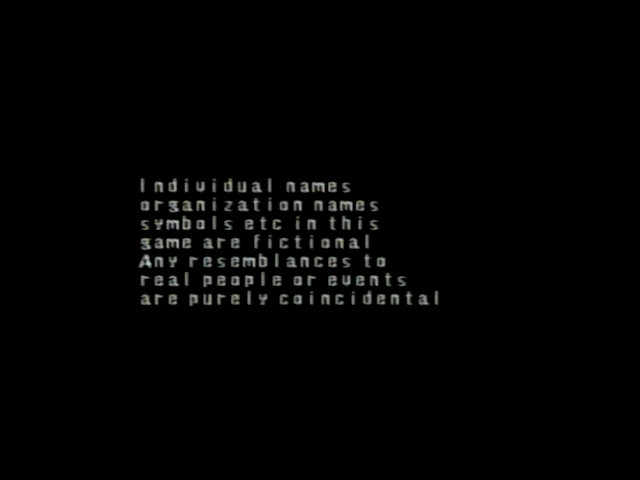 Individual names
organization names
symbols etc in this
game are fictional
Any resemblances to
real people or events
are purely coincidental